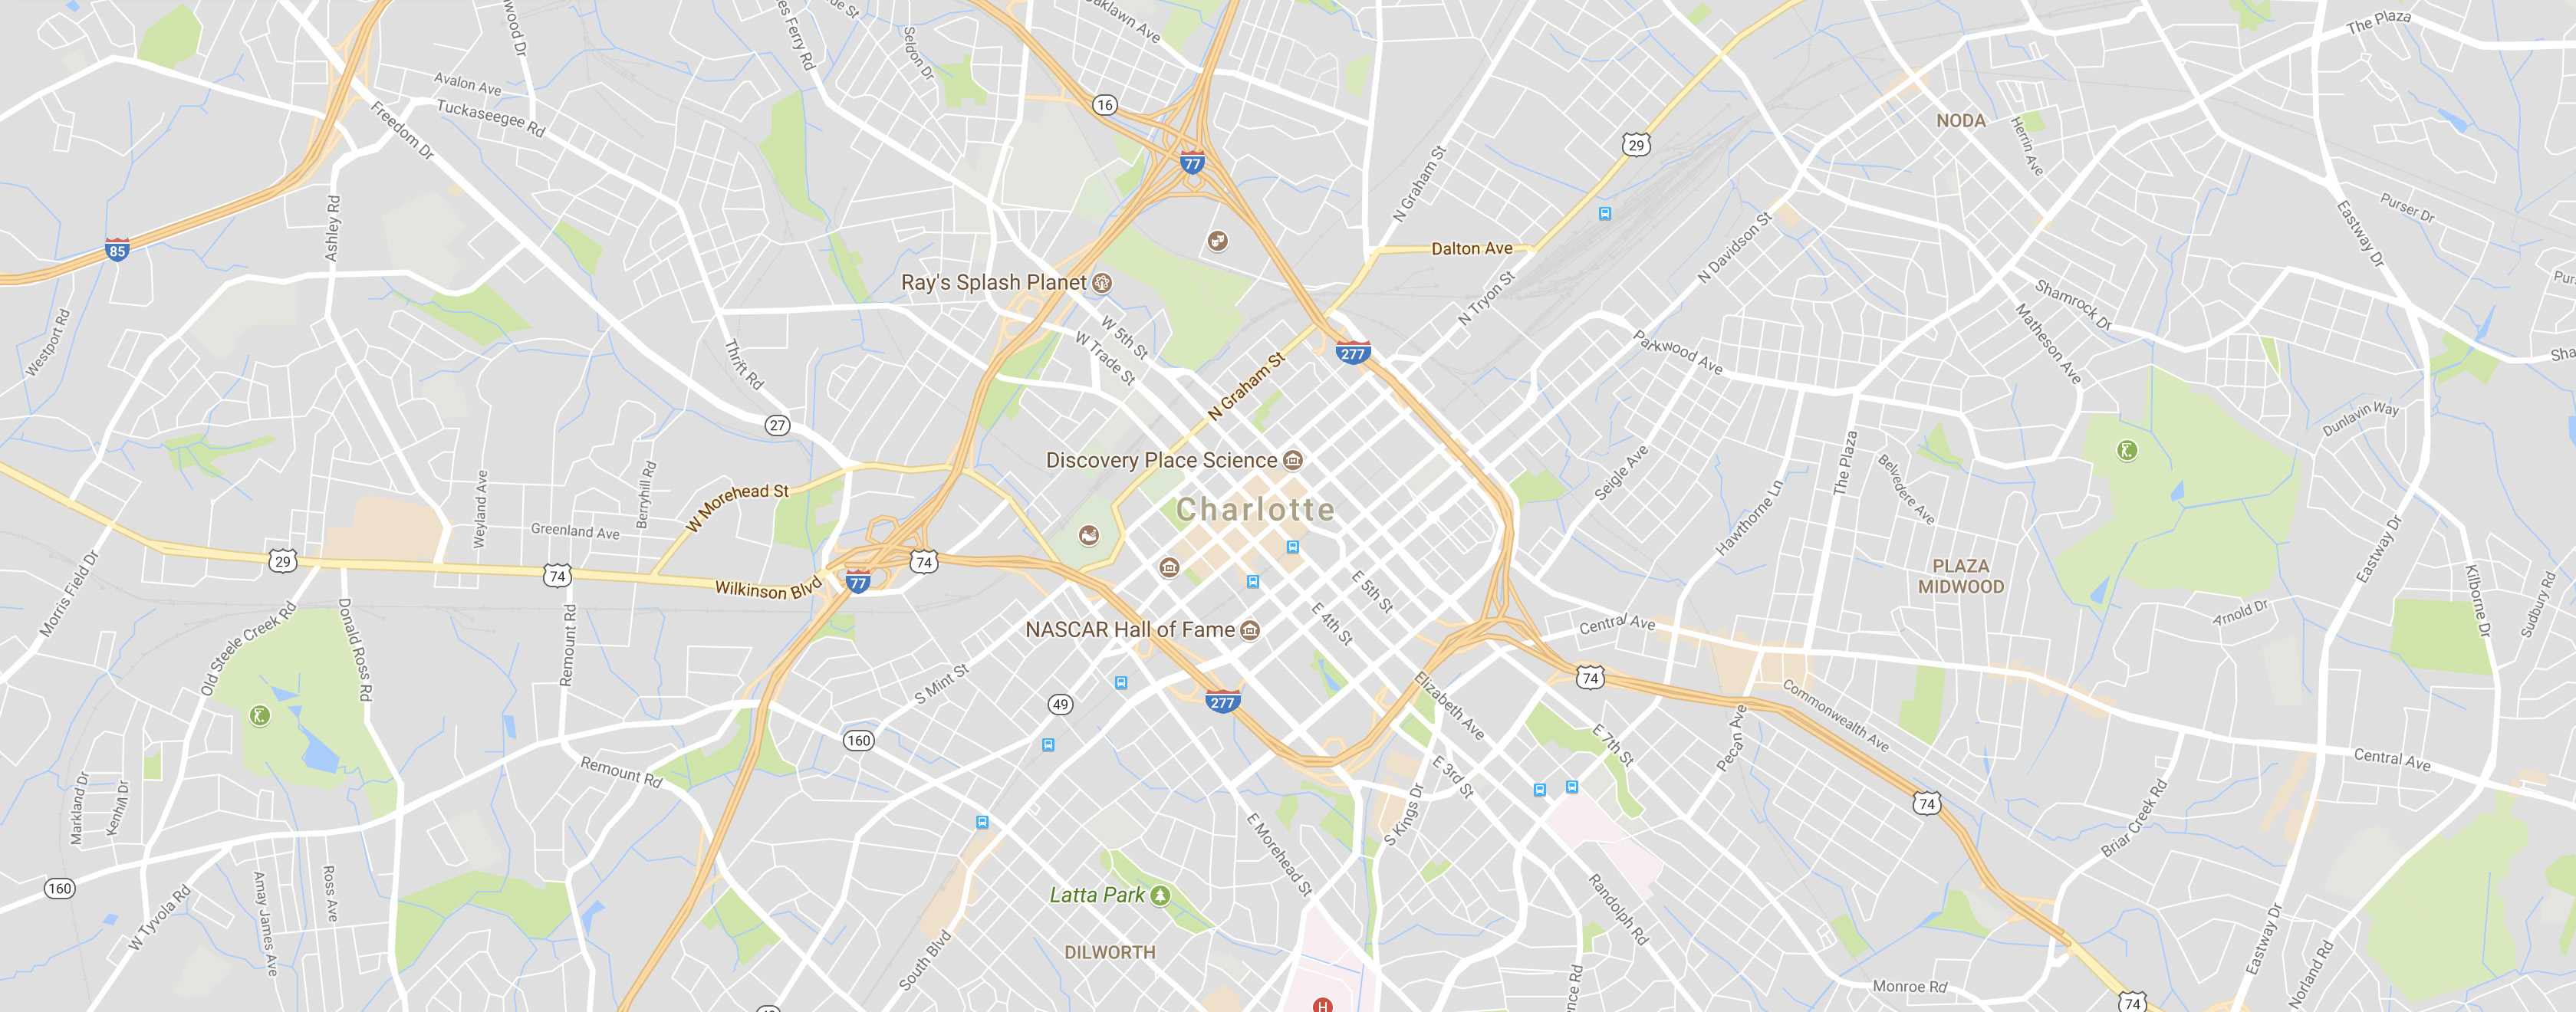 The Plaza
Oaklawn Ave
Seldon Dr
Avalon Ave
Tuckaseegee Rd
Freedom Dr
16
77
29
NODA
Herrin Ave
N Graham St
Purser Dr
Eastway Dr
Ashley Rd
85
Dalton Ave
N Davidson St
Ray's Splash Planet
N Tryon St
Shamrock Dr
Matheson Ave
Westport Rd
W 5th St
W Trade St
277
Parkwood Ave
Thrift Rd
N Graham St
27
Dunlavin Way
Discovery Place Science
Seigle Ave
The Plaza
Belvedere Ave
Weyland Ave
Berryhill Rd
W Morehead St
Charlotte
Hawthorne Ln
Greenland Ave
Eastway Dr
29
74
Wilkinson Blvd
77
74
PLAZA
MIDWOOD
Morris Field Dr
E 5th St
E 4th St
Kilborne Dr
Sudbury Rd
Arnold Dr
Old Steele Creek Rd
Donald Ross Rd
Remount Rd
NASCAR Hall of Fame
Central Ave
S Mint St
49
277
74
Elizabeth Ave
Commonwealth Ave
160
E 7th St
Pecan Ave
Central Ave
Remount Rd
E 3rd St
Markland Dr
Kenhill Dr
S Kings Dr
74
Briar Creek Rd
E Morehead St
160
Ross Ave
Amay James Ave
W Tyvola Rd
Latta Park
Randolph Rd
DILWORTH
South Blvd
Eastway Dr
Norland Rd
Monroe Rd
74
H